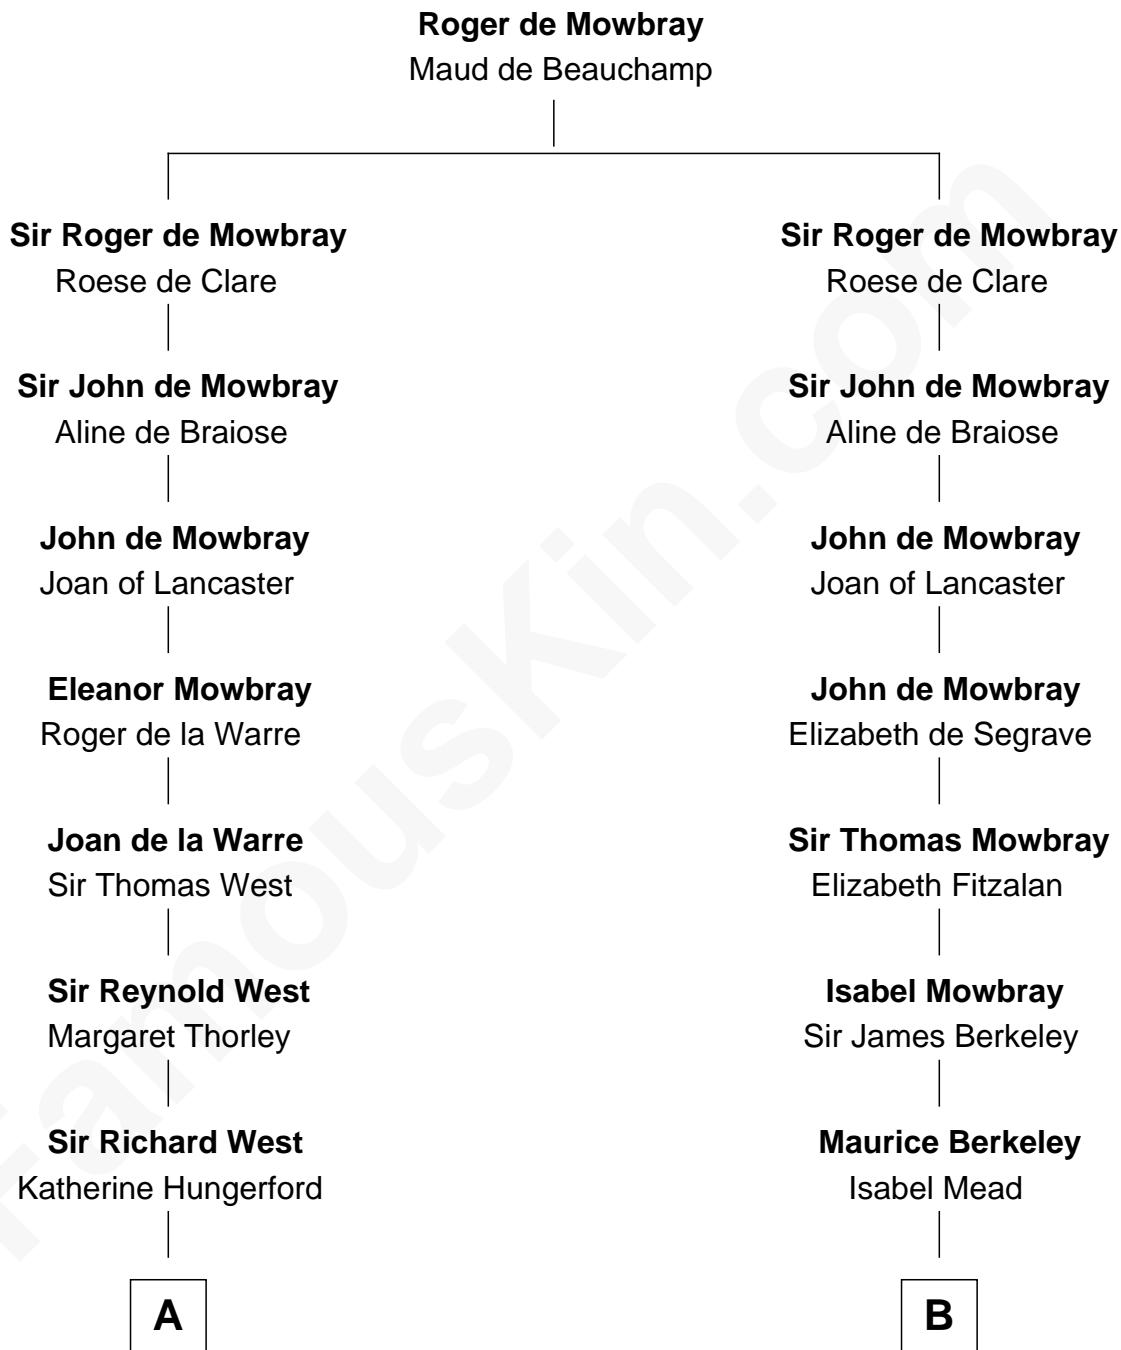 Roger de Mowbray
Maud de Beauchamp
Sir Roger de Mowbray
Roese de Clare
Sir Roger de Mowbray
Roese de Clare
Sir John de Mowbray
Aline de Braiose
Sir John de Mowbray
Aline de Braiose
John de Mowbray
Joan of Lancaster
John de Mowbray
Joan of Lancaster
Eleanor Mowbray
Roger de la Warre
John de Mowbray
Elizabeth de Segrave
Joan de la Warre
Sir Thomas West
Sir Thomas Mowbray
Elizabeth Fitzalan
Sir Reynold West
Margaret Thorley
Isabel Mowbray
Sir James Berkeley
Sir Richard West
Katherine Hungerford
Maurice Berkeley
Isabel Mead
A
B
FamousKin.com